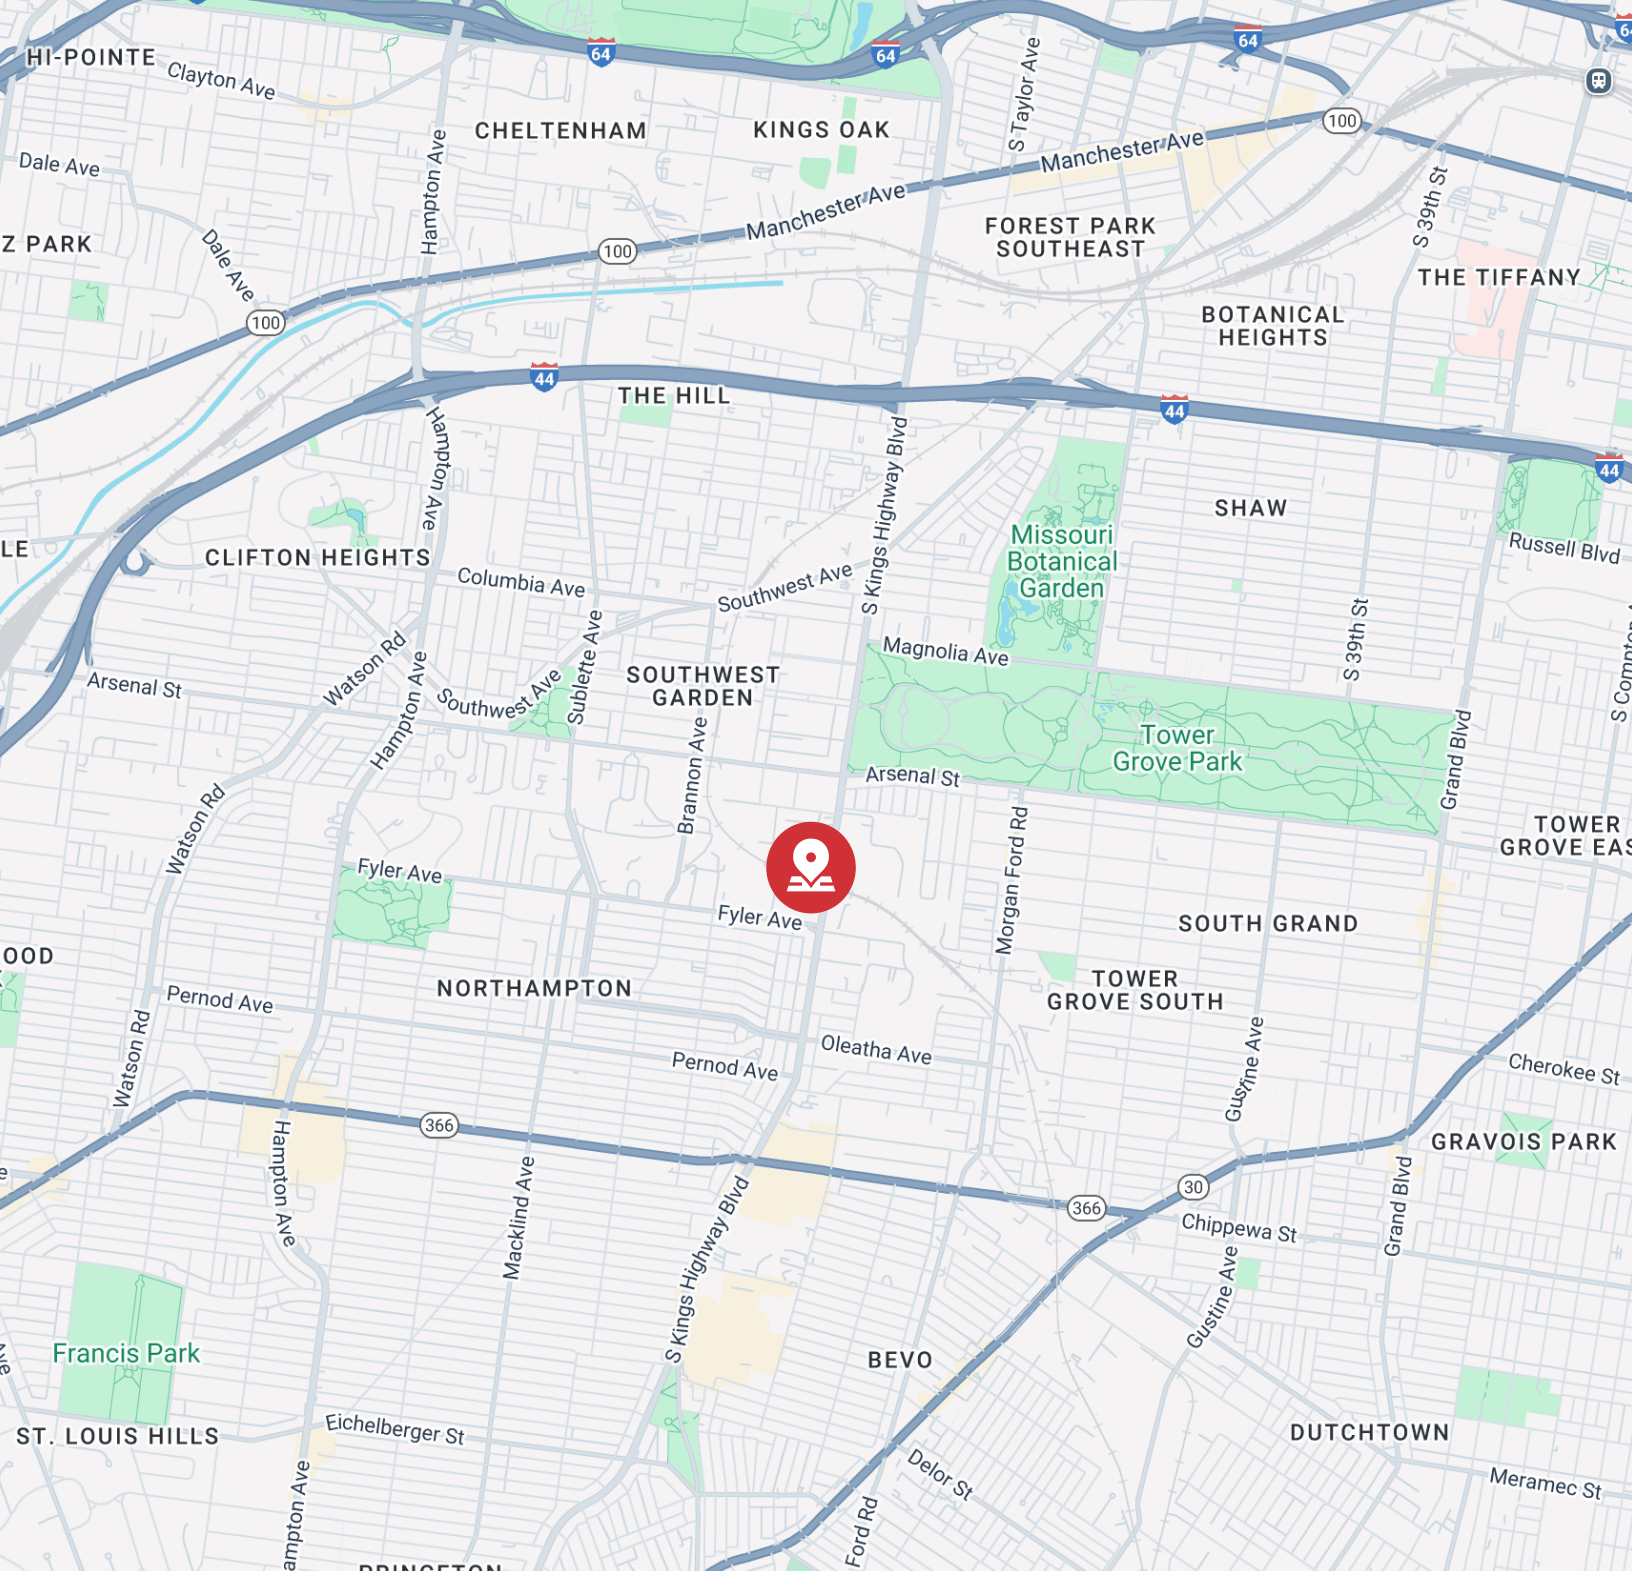 64
HI-POINTE
64
64
64
Clayton Ave
S Taylor Ave
100
CHELTENHAM
KINGS OAK
Manchester Ave
Dale Ave
Hampton Ave
Manchester Ave
S 39th St
Z PARK
FOREST PARK
SOUTHEAST
Dale Ave
100
THE TIFFANY
100
BOTANICAL
HEIGHTS
44
THE HILL
44
Hampton Ave
S Kings Highway Blvd
44
SHAW
Missouri
Botanical
Garden
LE
CLIFTON HEIGHTS
Russell Blvd
Columbia Ave
Southwest Ave
S 39th St
Sublette Ave
Magnolia Ave
Watson Rd
Arsenal St
SOUTHWEST
GARDEN
Hampton Ave
Southwest Ave
S Compton A
Tower
Grove Park
Grand Blvd
Brannon Ave
Arsenal St
Watson Rd
Morgan Ford Rd
TOWER
GROVE EAS
Fyler Ave
Fyler Ave
SOUTH GRAND
OOD
NORTHAMPTON
TOWER
GROVE SOUTH
Pernod Ave
Watson Rd
Oleatha Ave
Pernod Ave
Gustine Ave
Cherokee St
366
GRAVOIS PARK
Hampton Ave
Macklind Ave
S Kings Highway Blvd
30
366
Chippewa St
Grand Blvd
Gustine Ave
Francis Park
BEVO
ST. LOUIS HILLS
Eichelberger St
DUTCHTOWN
Delor St
Meramec St
ampton Ave
Ford Rd
PRINCETON